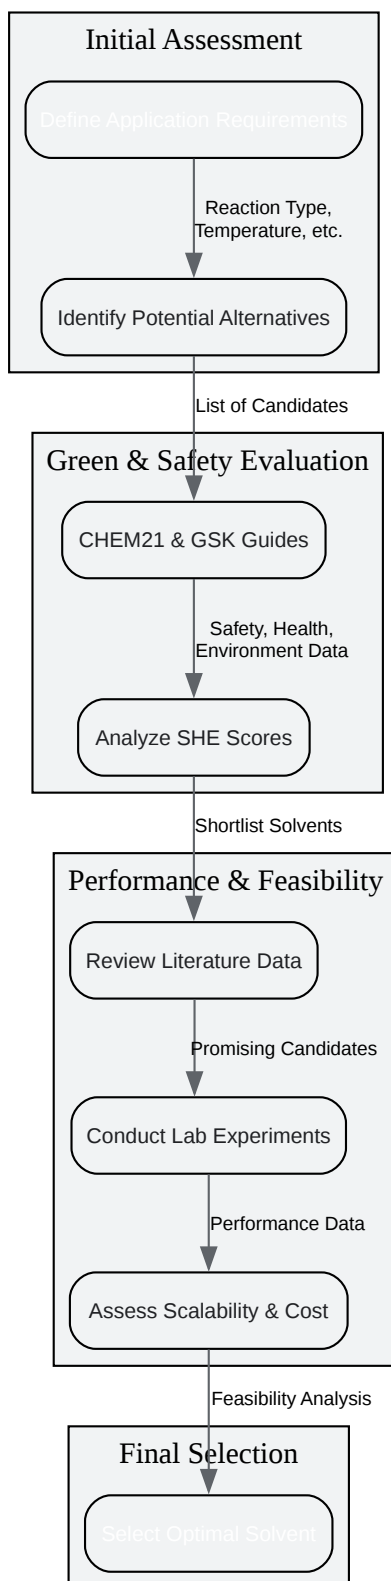 Initial Assessment
Define Application Requirements
Reaction Type,
Temperature, etc.
Identify Potential Alternatives
List of Candidates
Green & Safety Evaluation
CHEM21 & GSK Guides
Safety, Health,
Environment Data
Analyze SHE Scores
Shortlist Solvents
Performance & Feasibility
Review Literature Data
Promising Candidates
Conduct Lab Experiments
Performance Data
Assess Scalability & Cost
Feasibility Analysis
Final Selection
Select Optimal Solvent